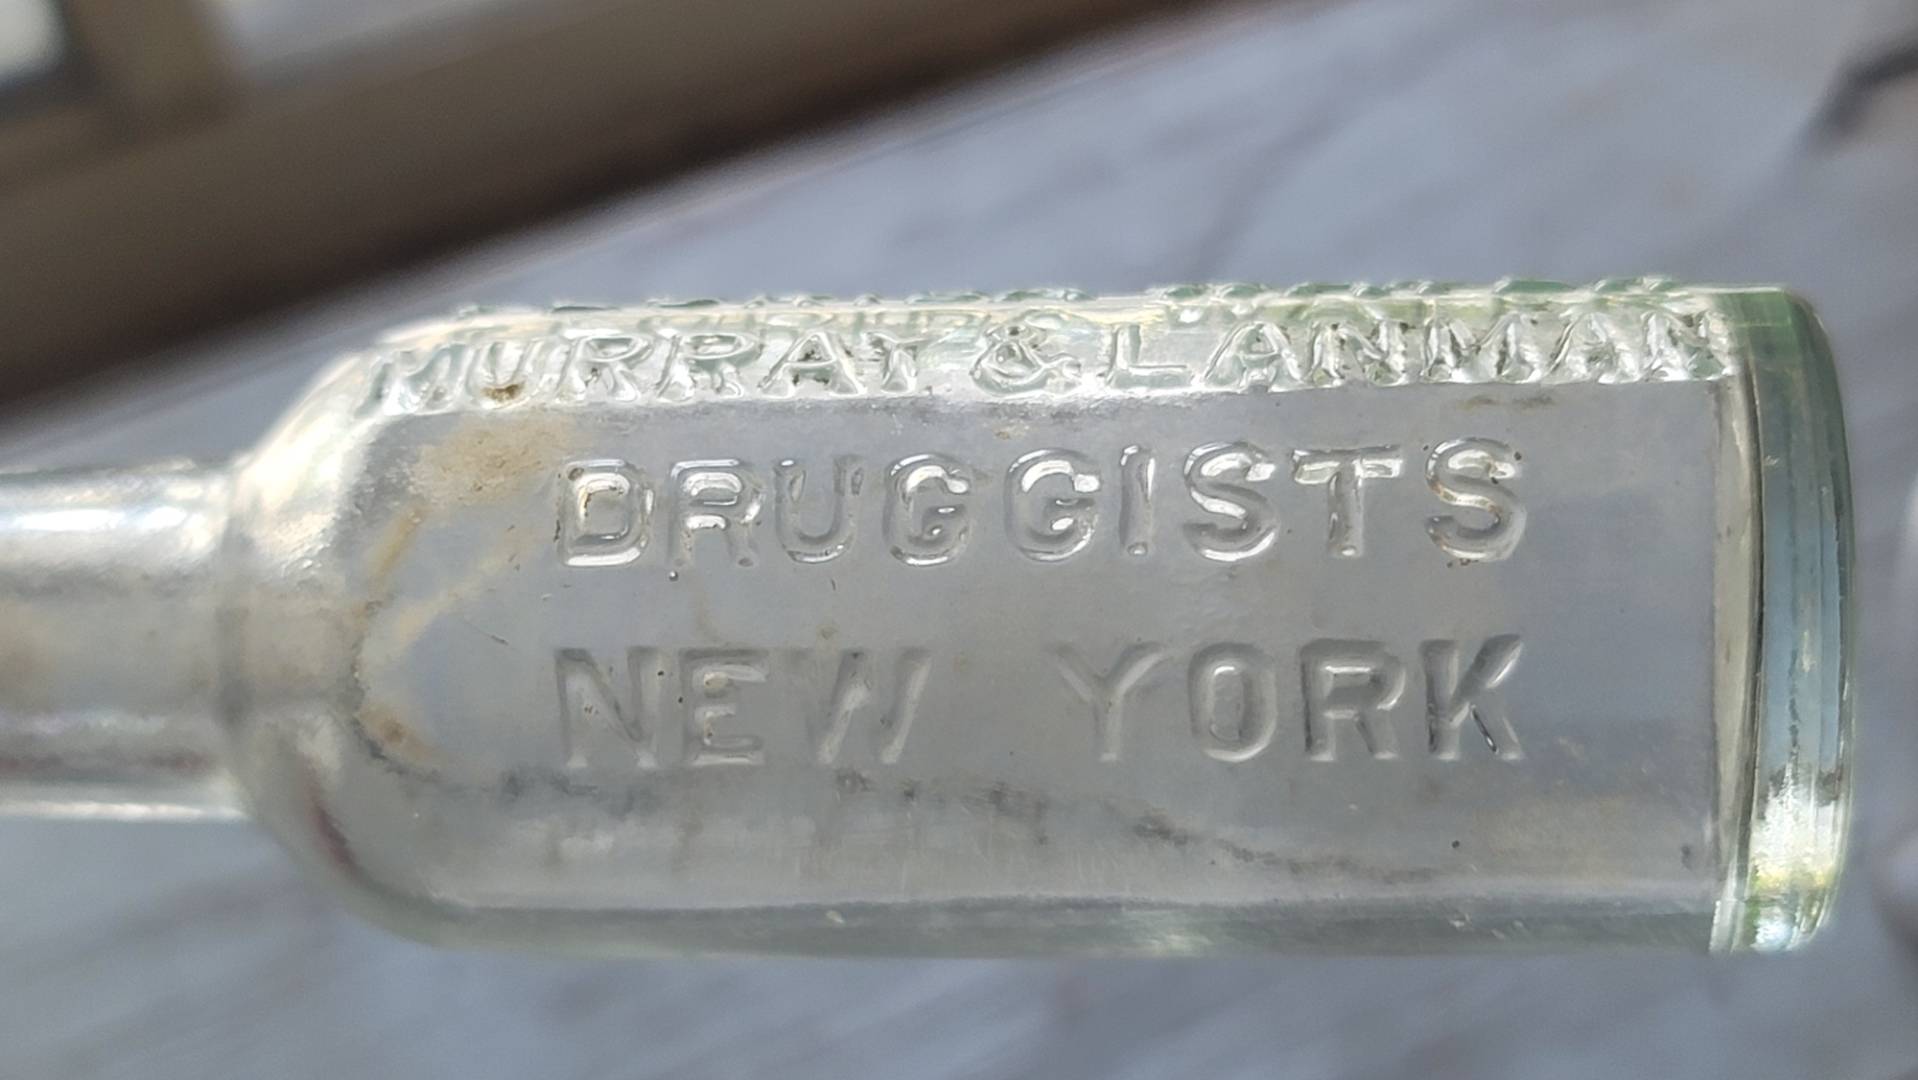 MURRAY & LANMAN
DRUGGISTS
NEW YORK